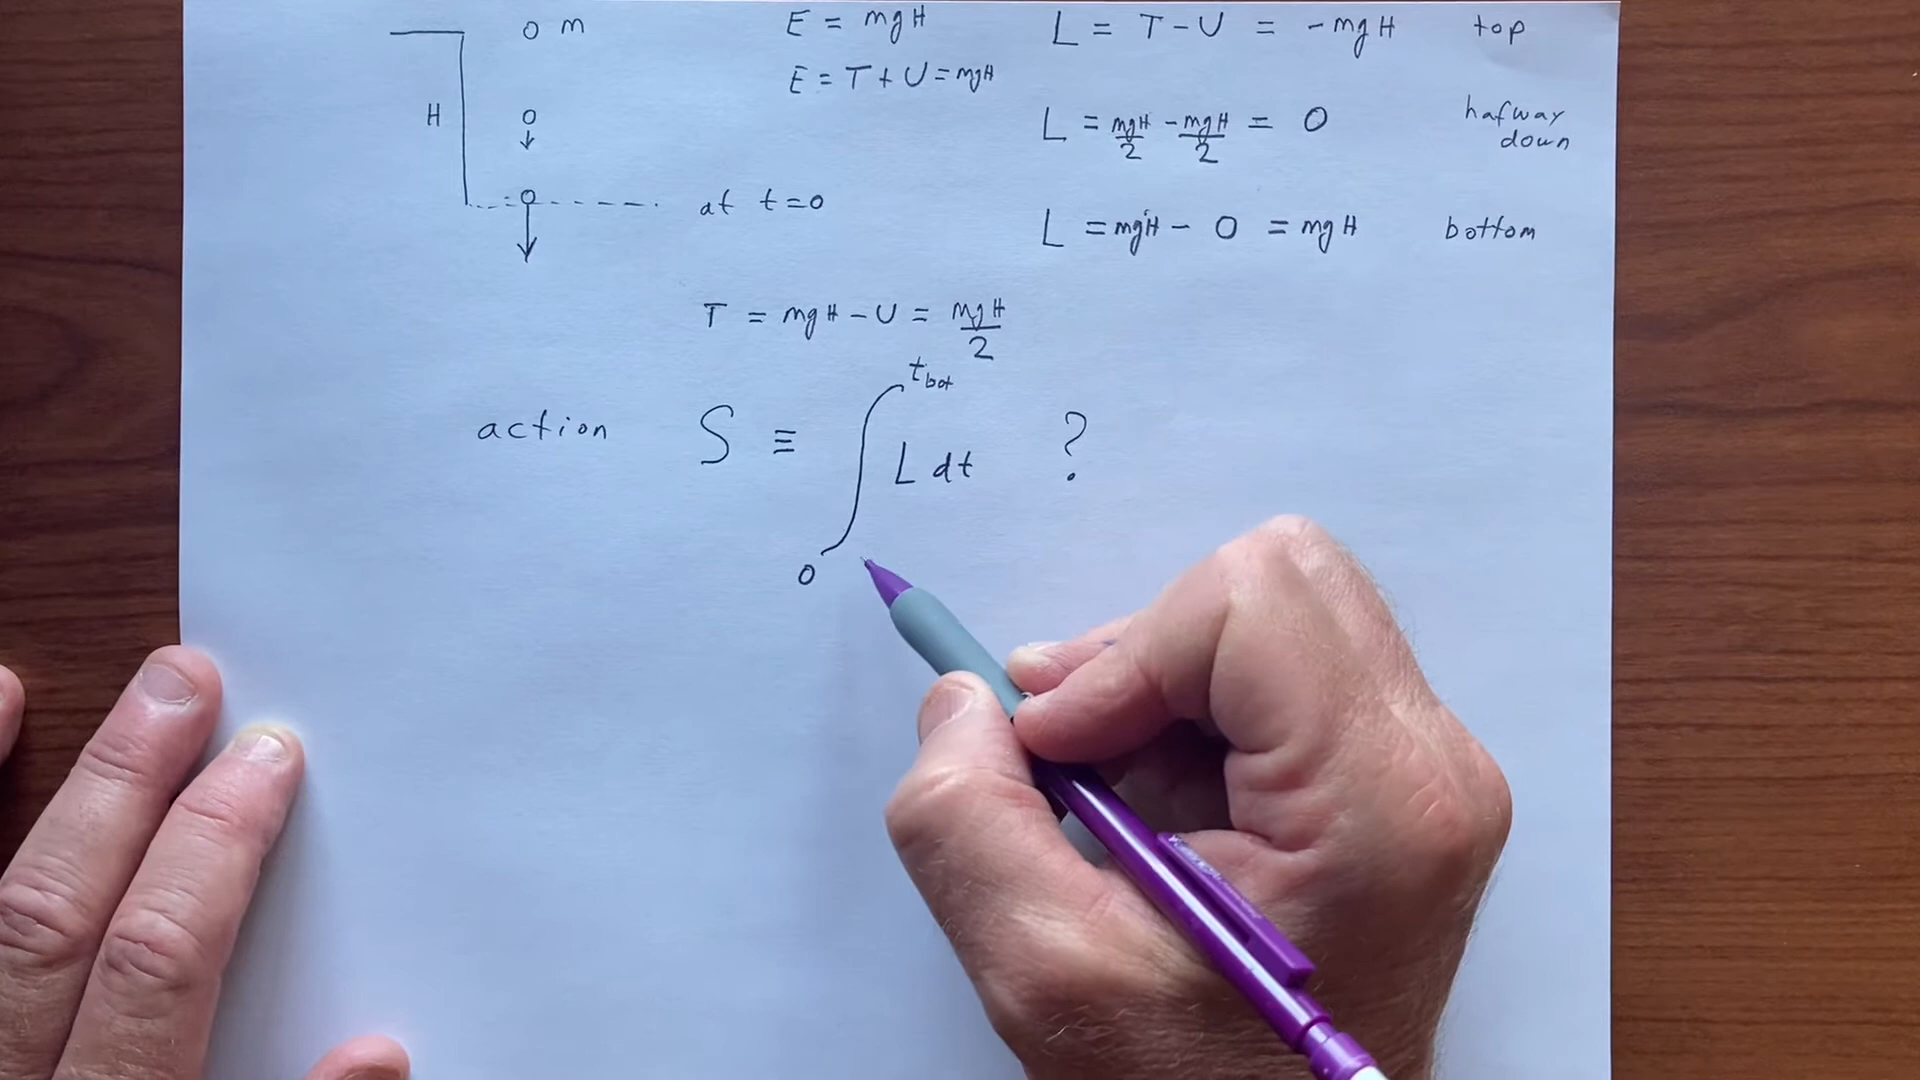 o m
E = mgH
L = T - U = -mgH top
E = T + U = mgH
H
L = mgH/2 - mgH/2 = 0 hafway
down
at t=0
L = mgH - 0 = mgH bottom
T = mgH - U = mgH/2
action S ≡ ∫₀^{t_bot} L dt ?